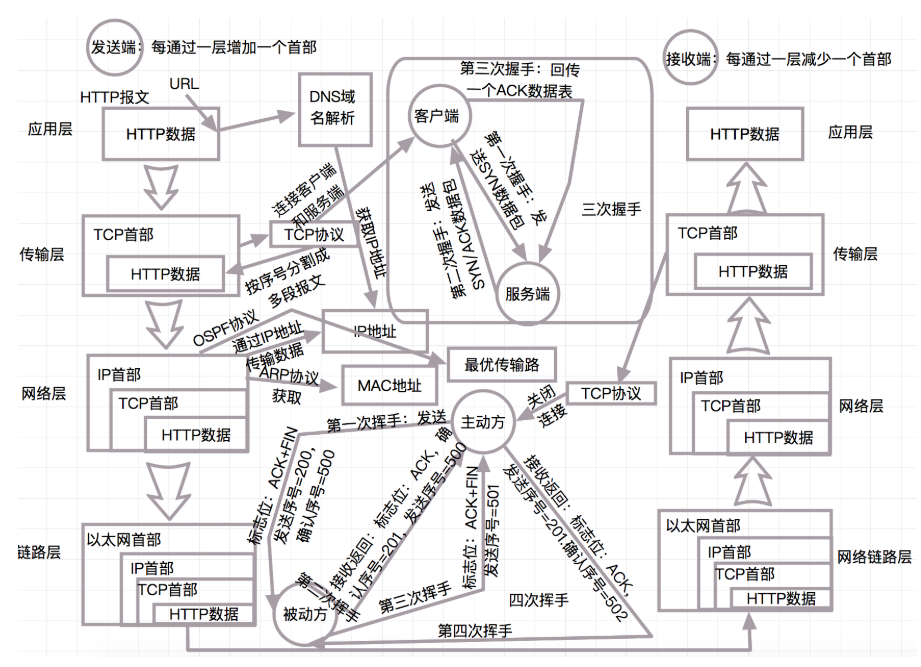 发送端：每通过一层增加一个首部
接收端：每通过一层减少一个首部
URL
HTTP报文
应用层
HTTP数据
DNS域
名解析
第三次握手：回传
一个ACK数据表
客户端
第一次握手：发
送SYN数据包
第二次握手：发送
SYN/ACK数据包
服务端
三次握手
HTTP数据
应用层
连接客户端
和服务端
获取IP地址
传输层
TCP首部
HTTP数据
TCP协议
按序号分割成
多段报文
TCP首部
HTTP数据
传输层
OSPF协议
通过IP地址
传输数据
IP地址
最优传输路
ARP协议
获取
MAC地址
网络层
IP首部
TCP首部
HTTP数据
TCP协议
关闭
连接
主动方
IP首部
TCP首部
HTTP数据
网络层
第一次挥手：发送
标志位：ACK+FIN
发送序号=200,
确认序号=500
第二次挥手
接收返回：标志位：ACK，确
认序号=201，发送序号=500
第三次挥手
标志位：ACK+FIN
发送序号=501
接收返回：标志位：ACK,
发送序号=201.确认序号=502
四次挥手
第四次挥手
被动方
链路层
以太网首部
IP首部
TCP首部
HTTP数据
以太网首部
IP首部
TCP首部
HTTP数据
网络链路层